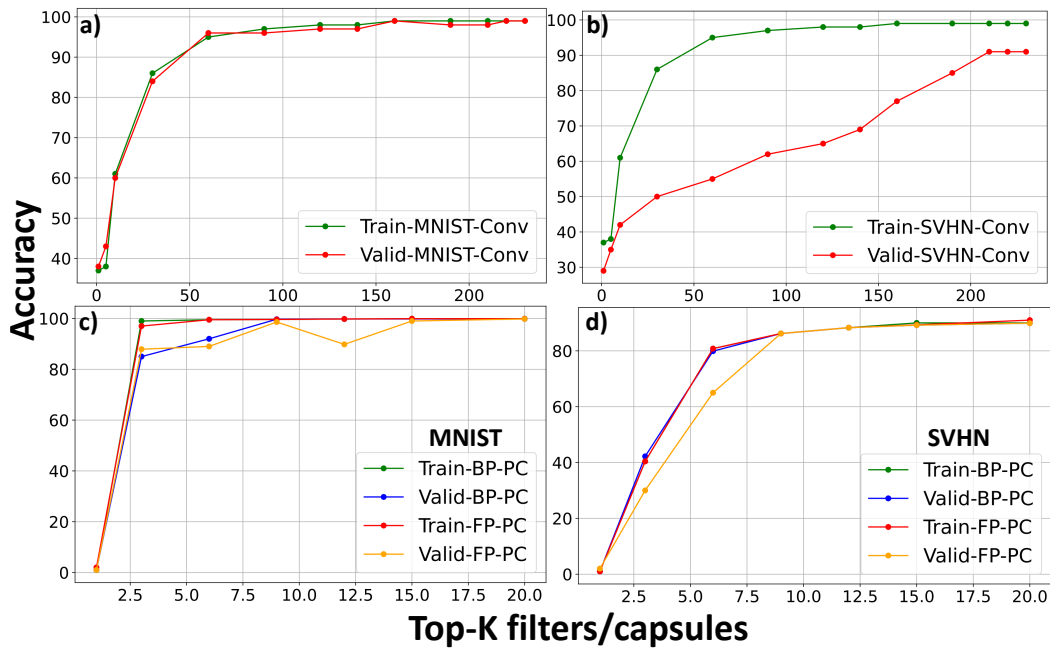 a)
100
90
80
70
60
50
40
0
50
100
150
200
Train-MNIST-Conv
Valid-MNIST-Conv
b)
100
90
80
70
60
50
40
30
0
50
100
150
200
Train-SVHN-Conv
Valid-SVHN-Conv
Accuracy
c)
100
80
60
40
20
0
2.5
5.0
7.5
10.0
12.5
15.0
17.5
20.0
MNIST
Train-BP-PC
Valid-BP-PC
Train-FP-PC
Valid-FP-PC
d)
80
60
40
20
0
2.5
5.0
7.5
10.0
12.5
15.0
17.5
20.0
SVHN
Train-BP-PC
Valid-BP-PC
Train-FP-PC
Valid-FP-PC
Top-K filters/capsules